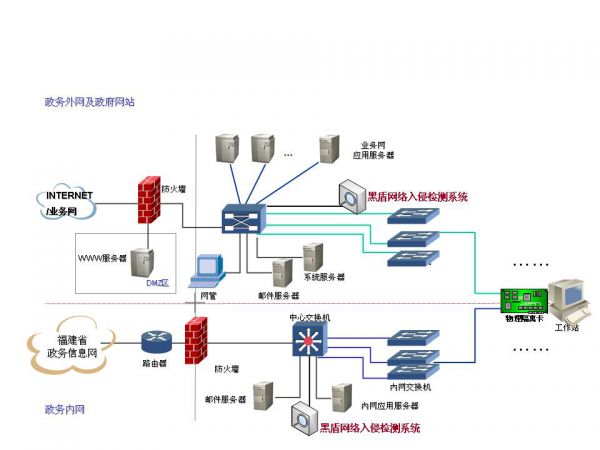 政务外网及政府网站
业务网
应用服务器
...
黑盾网络入侵检测系统
防火墙
INTERNET
/业务网
WWW服务器
DMZ区
网管
系统服务器
邮件服务器
……
物理隔离卡
工作站
……
中心交换机
福建省
政务信息网
路由器
防火墙
内网交换机
邮件服务器
内网应用服务器
政务内网
黑盾网络入侵检测系统